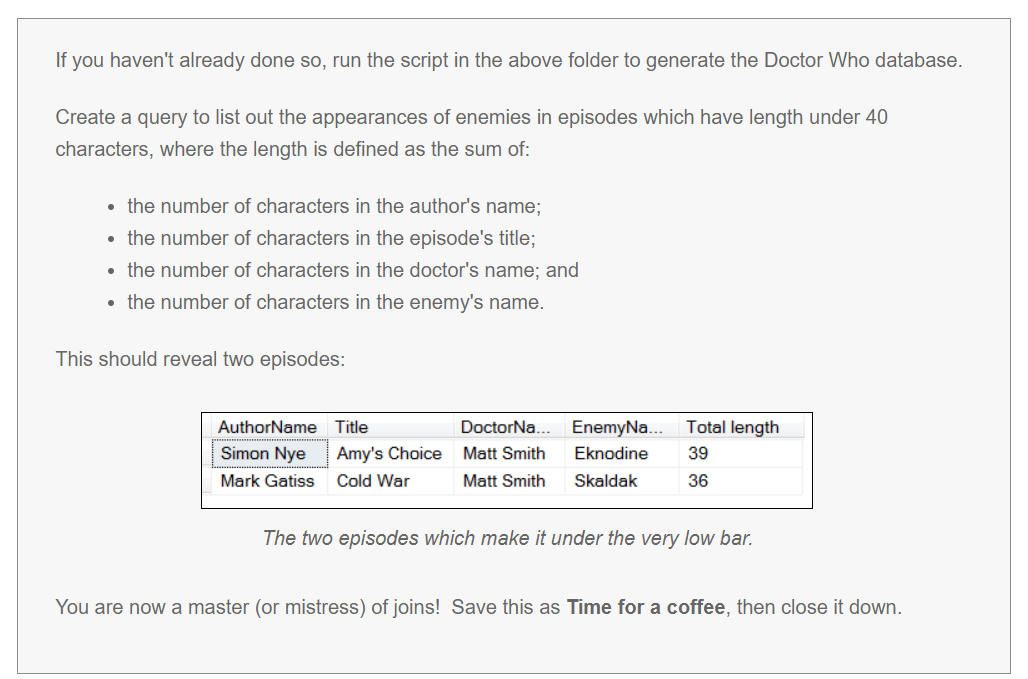 If you haven't already done so, run the script in the above folder to generate the Doctor Who database.
Create a query to list out the appearances of enemies in episodes which have length under 40
characters, where the length is defined as the sum of:
• the number of characters in the author's name;
• the number of characters in the episode's title;
• the number of characters in the doctor's name; and
• the number of characters in the enemy's name.
This should reveal two episodes:
AuthorName Title DoctorNa... EnemyNa... Total length
Simon Nye Amy's Choice Matt Smith Eknodine 39
Mark Gatiss Cold War Matt Smith Skaldak 36
The two episodes which make it under the very low bar.
You are now a master (or mistress) of joins!  Save this as Time for a coffee, then close it down.